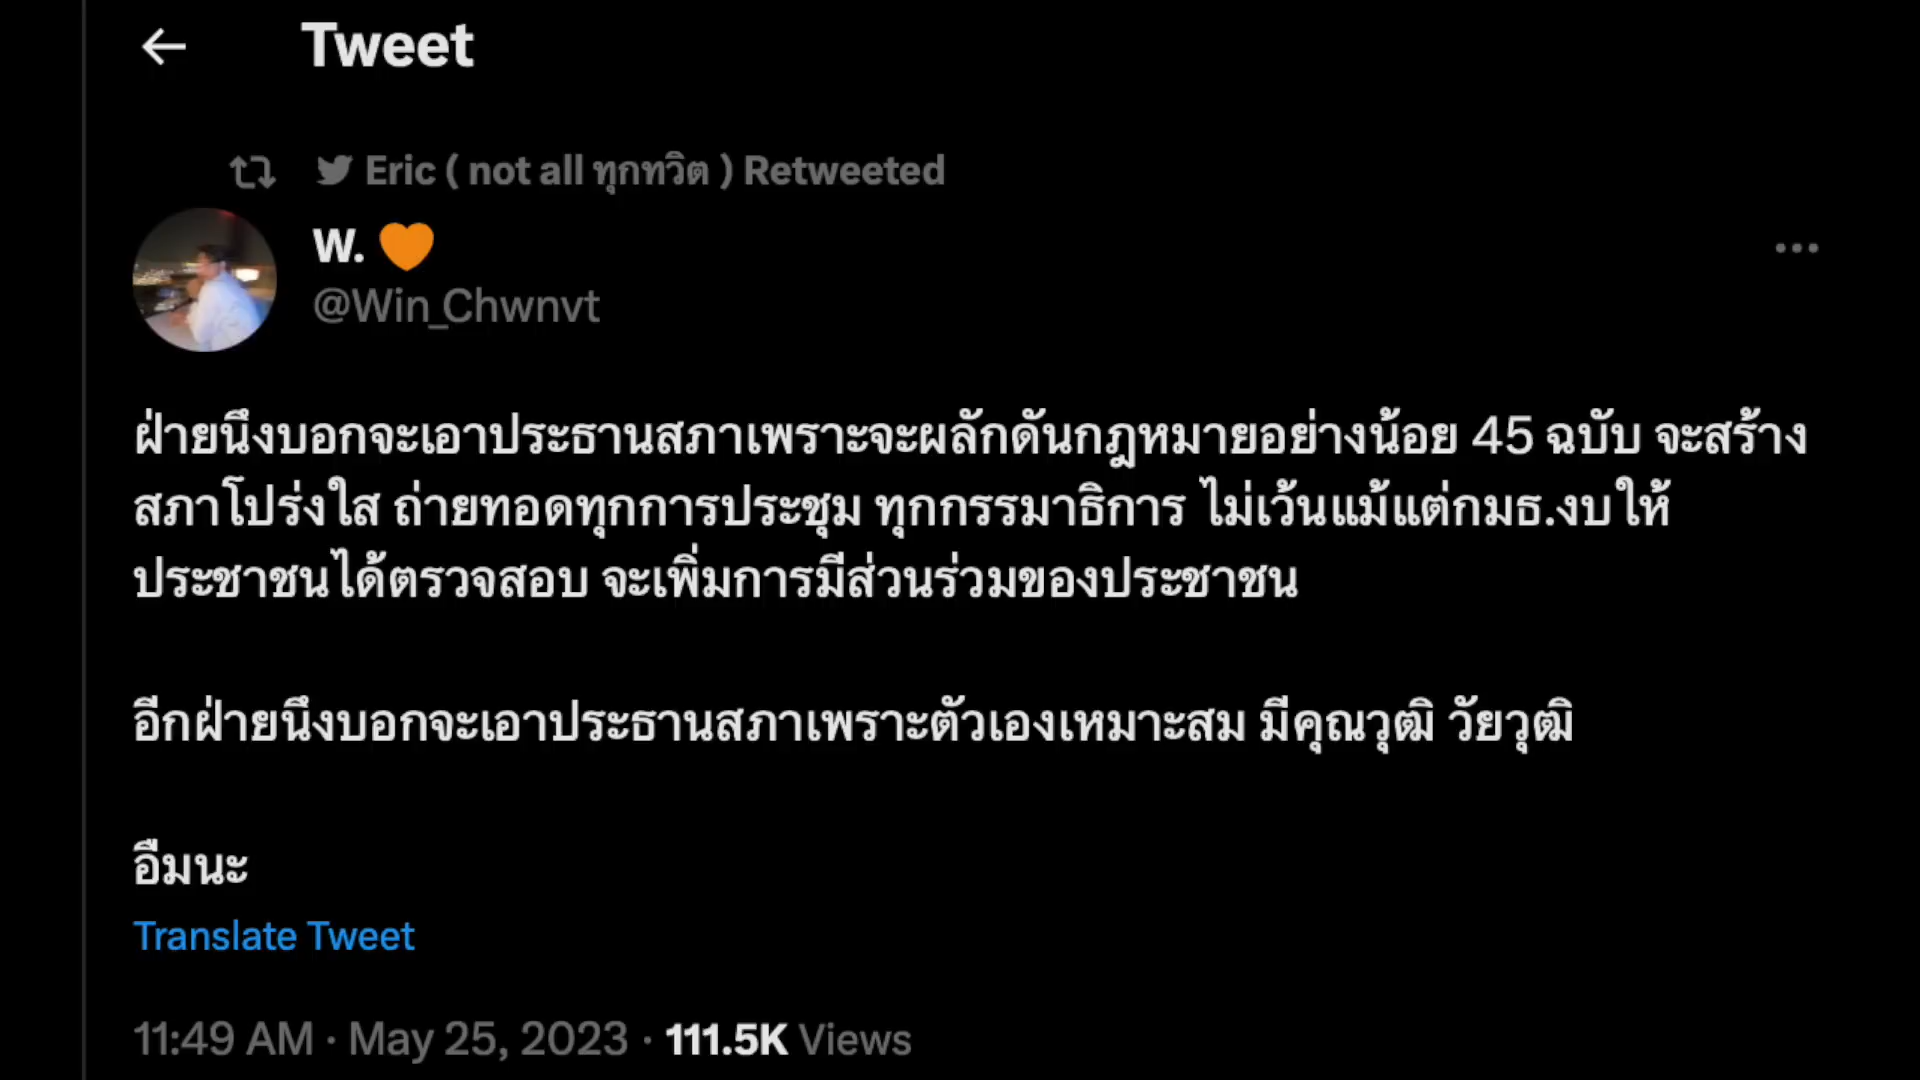 Tweet
Eric ( not all ทุกทวิต ) Retweeted
W. 🧡
@Win_Chwnvt
ฝ่ายนึงบอกจะเอาประธานสภาเพราะจะผลักดันกฎหมายอย่างน้อย 45 ฉบับ จะสร้าง
สภาโปร่งใส ถ่ายทอดทุกการประชุม ทุกกรรมาธิการ ไม่เว้นแม้แต่กมธ.งบให้
ประชาชนได้ตรวจสอบ จะเพิ่มการมีส่วนร่วมของประชาชน
อีกฝ่ายนึงบอกจะเอาประธานสภาเพราะตัวเองเหมาะสม มีคุณวุฒิ วัยวุฒิ
อืมนะ
Translate Tweet
11:49 AM · May 25, 2023 · 111.5K Views